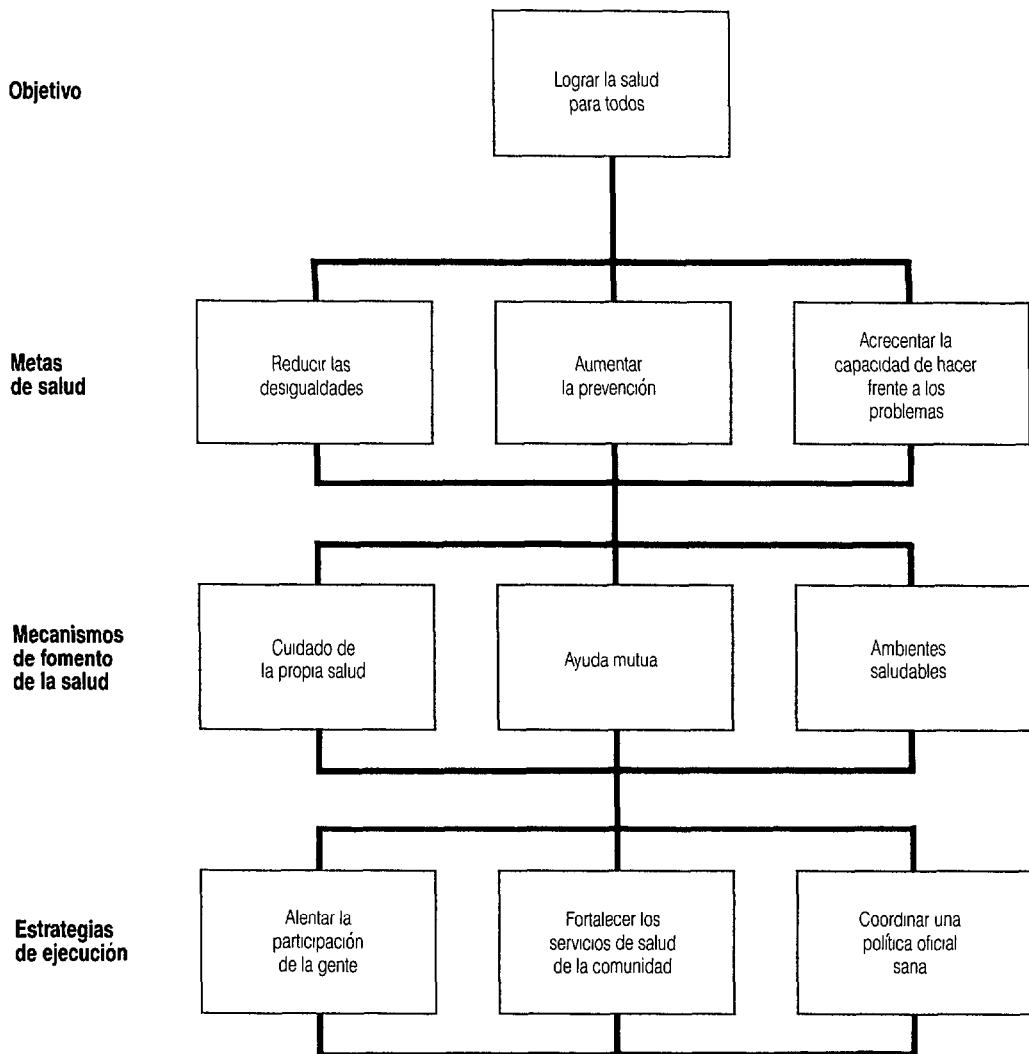 Objetivo
Lograr la salud
para todos
Metas
de salud
Reducir las
desigualdades
Aumentar
la prevención
Acrecentar la
capacidad de hacer
frente a los
problemas
Mecanismos
de fomento
de la salud
Cuidado de
la propia salud
Ayuda mutua
Ambientes
saludables
Estrategias
de ejecución
Alentar la
participación
de la gente
Fortalecer los
servicios de salud
de la comunidad
Coordinar una
política oficial
sana